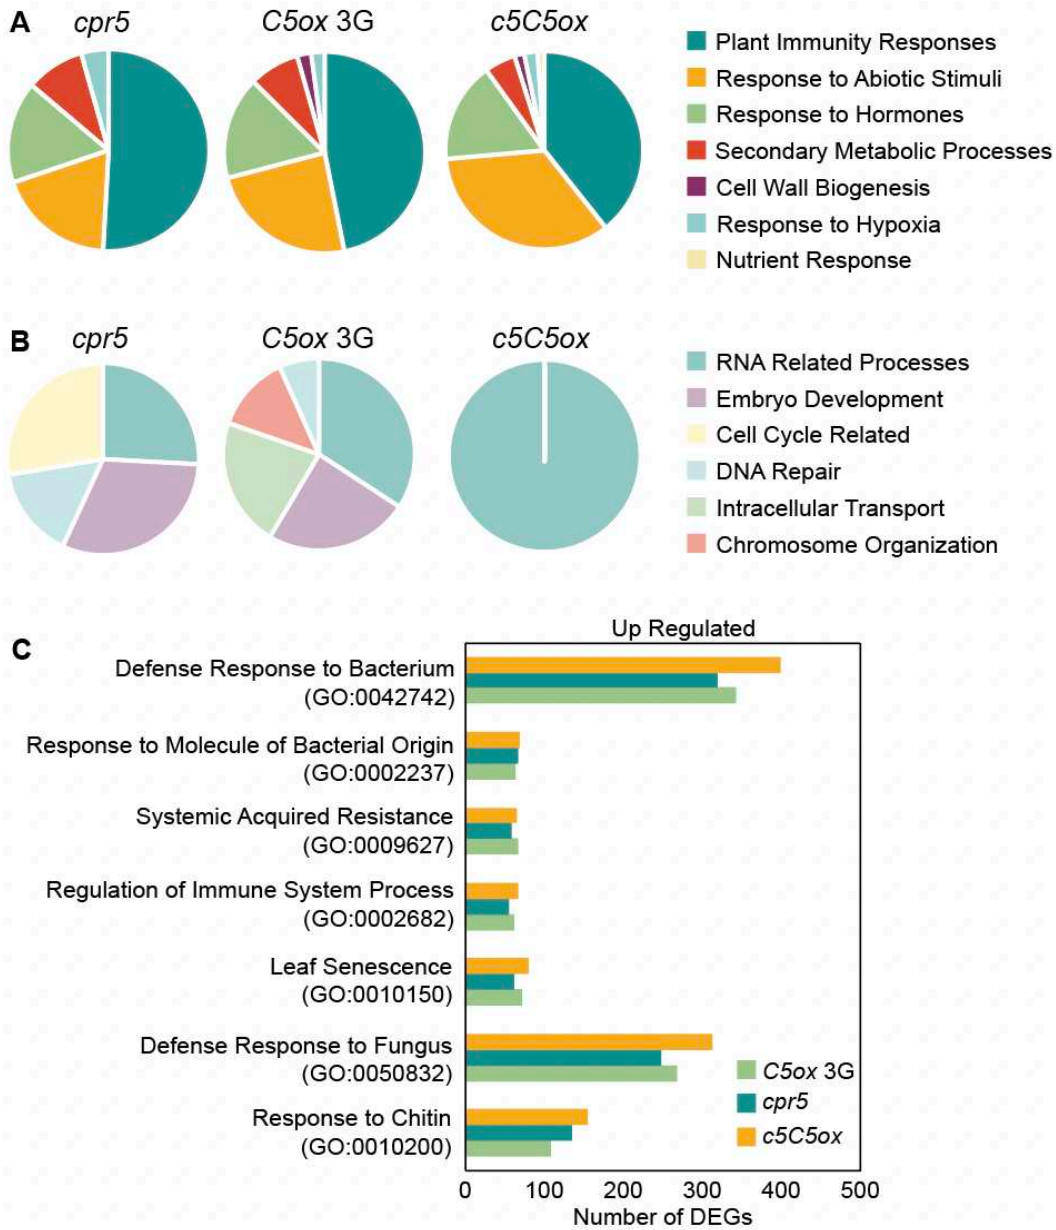 A
cpr5
C5ox 3G
c5C5ox
Plant Immunity Responses
Response to Abiotic Stimuli
Response to Hormones
Secondary Metabolic Processes
Cell Wall Biogenesis
Response to Hypoxia
Nutrient Response
B
cpr5
C5ox 3G
c5C5ox
RNA Related Processes
Embryo Development
Cell Cycle Related
DNA Repair
Intracellular Transport
Chromosome Organization
C
Up Regulated
Defense Response to Bacterium
(GO:0042742)
Response to Molecule of Bacterial Origin
(GO:0002237)
Systemic Acquired Resistance
(GO:0009627)
Regulation of Immune System Process
(GO:0002682)
Leaf Senescence
(GO:0010150)
Defense Response to Fungus
(GO:0050832)
Response to Chitin
(GO:0010200)
C5ox 3G
cpr5
c5C5ox
0 100 200 300 400 500
Number of DEGs